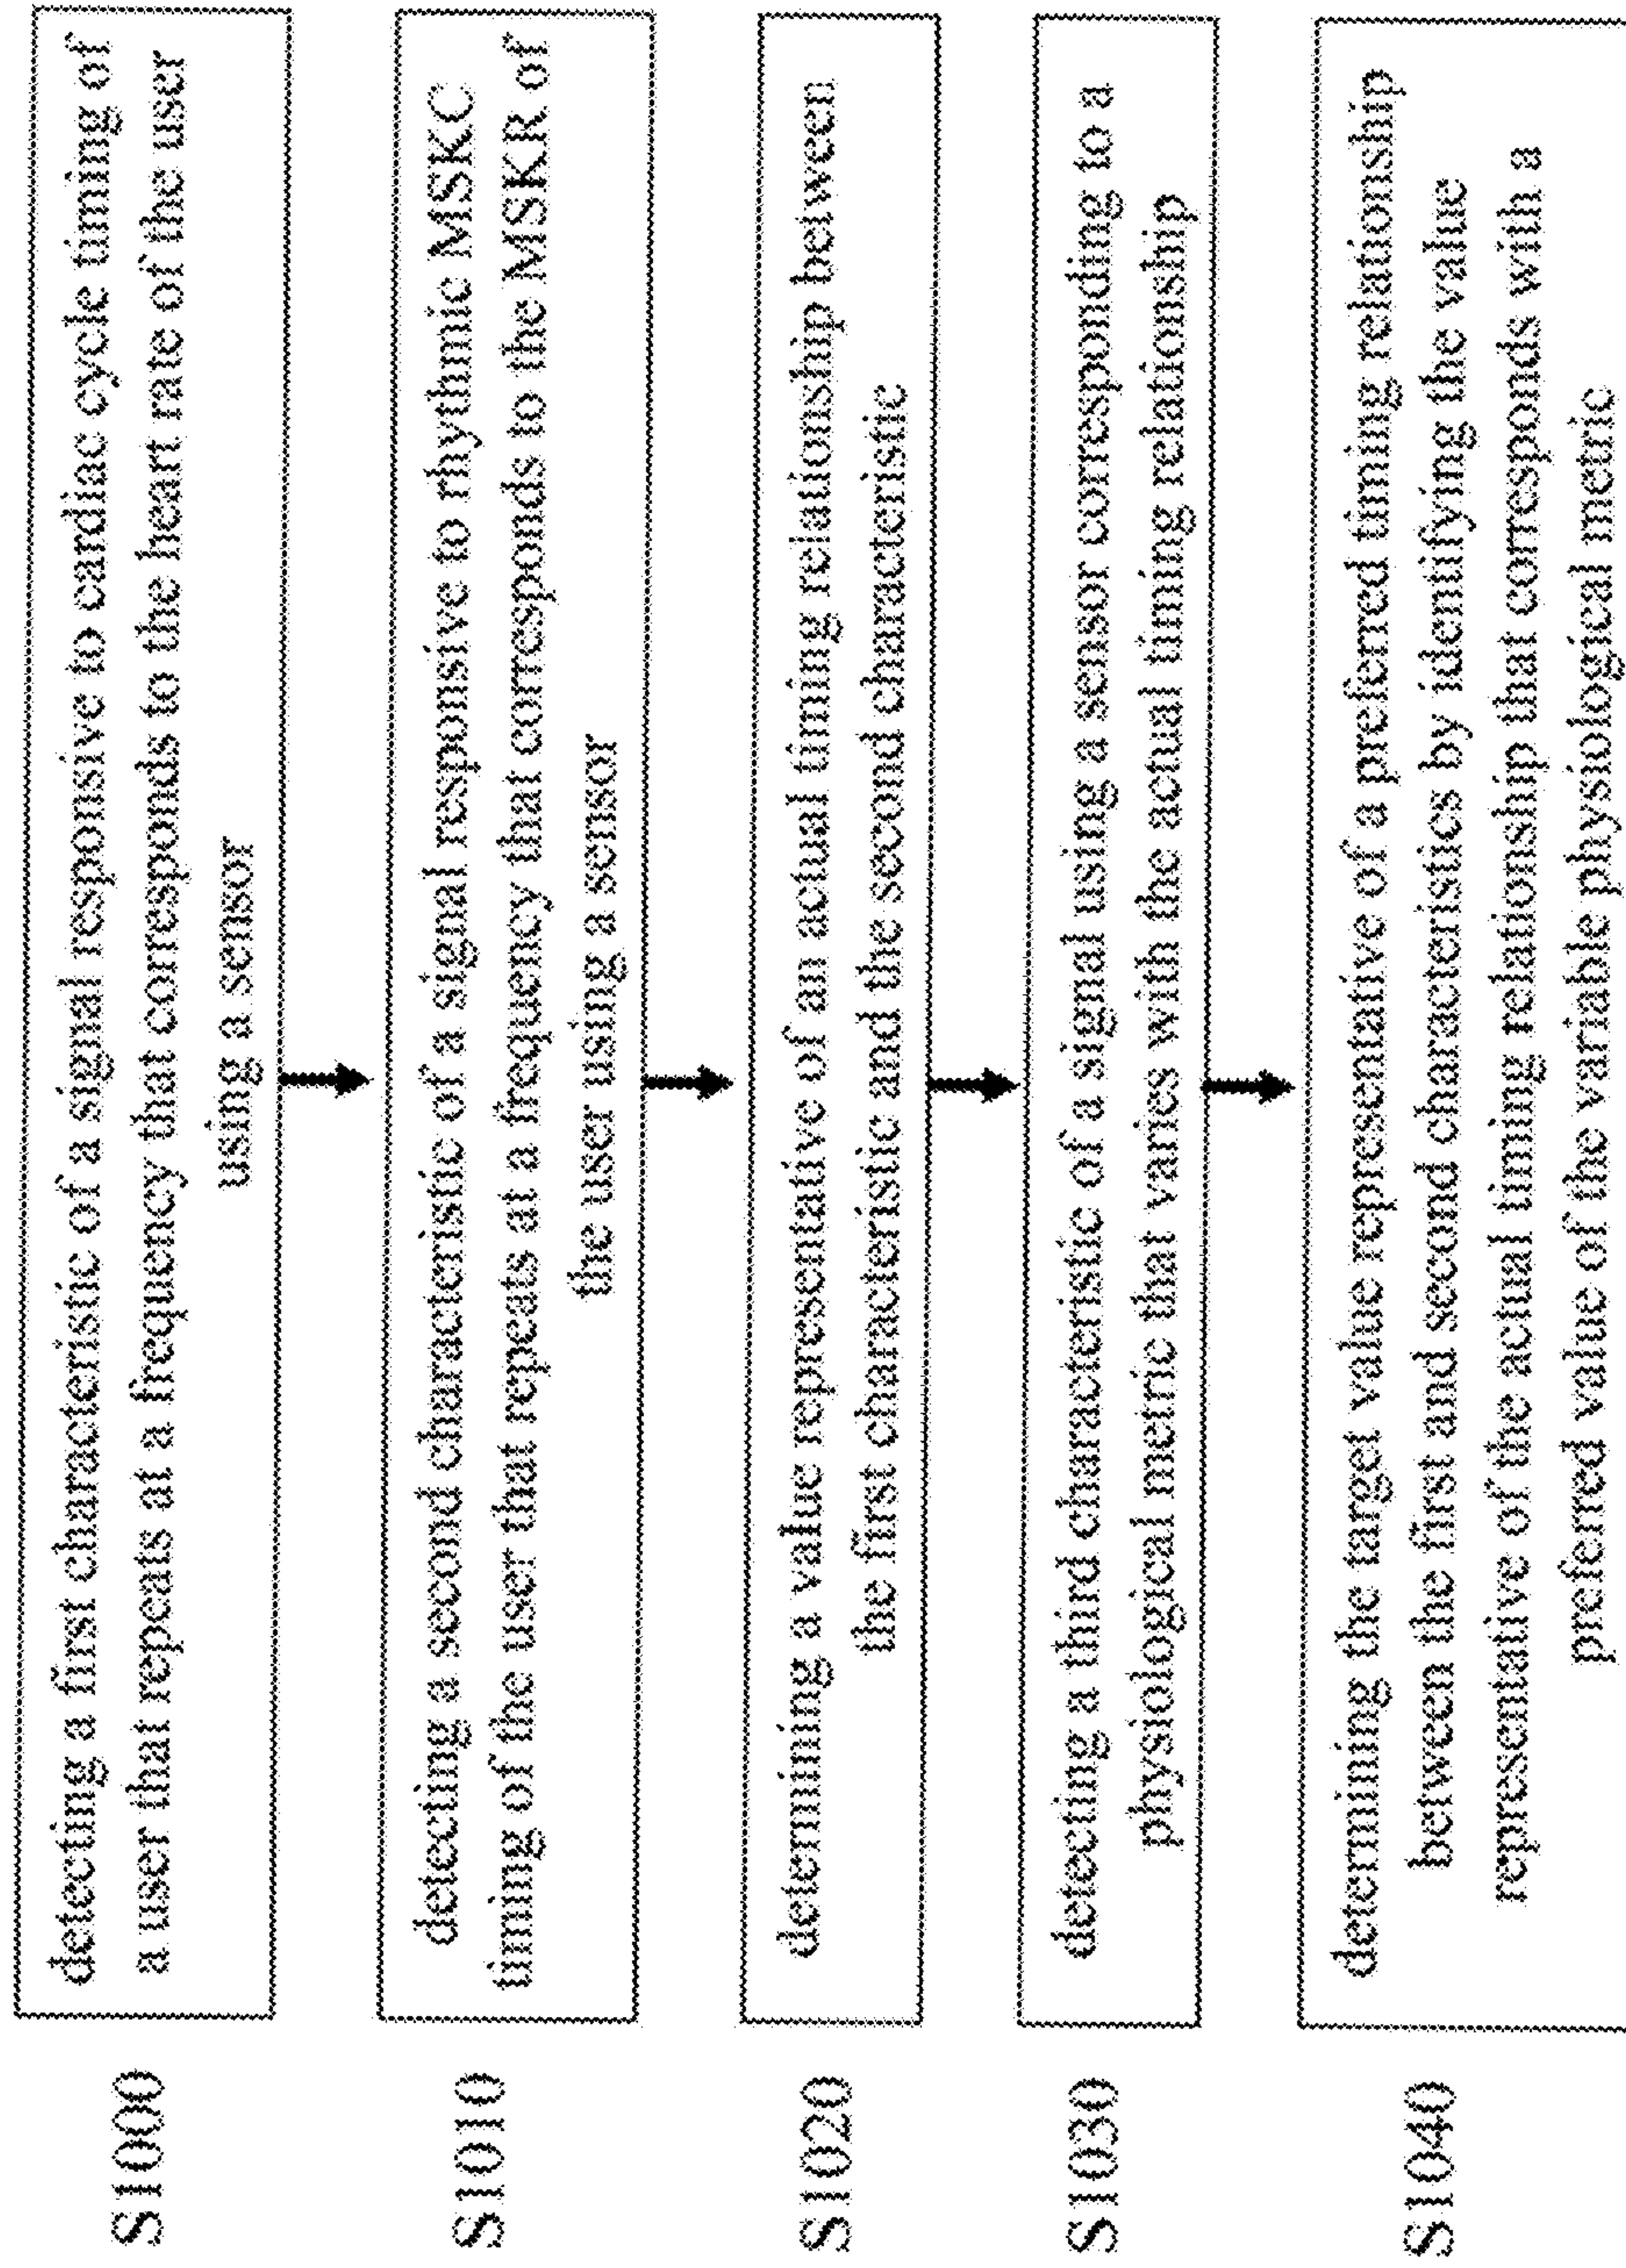 S1000
detecting a first characteristic of a signal responsive to cardiac cycle timing of
a user that repeats at a frequency that corresponds to the heart rate of the user
using a sensor
S1010
detecting a second characteristic of a signal responsive to rhythmic MSKC
timing of the user that repeats at a frequency that corresponds to the MSKR of
the user using a sensor
S1020
determining a value representative of an actual timing relationship between
the first characteristic and the second characteristic
S1030
detecting a third characteristic of a signal using a sensor corresponding to a
physiological metric that varies with the actual timing relationship
S1040
determining the target value representative of a preferred timing relationship
between the first and second characteristics by identifying the value
representative of the actual timing relationship that corresponds with a
preferred value of the variable physiological metric